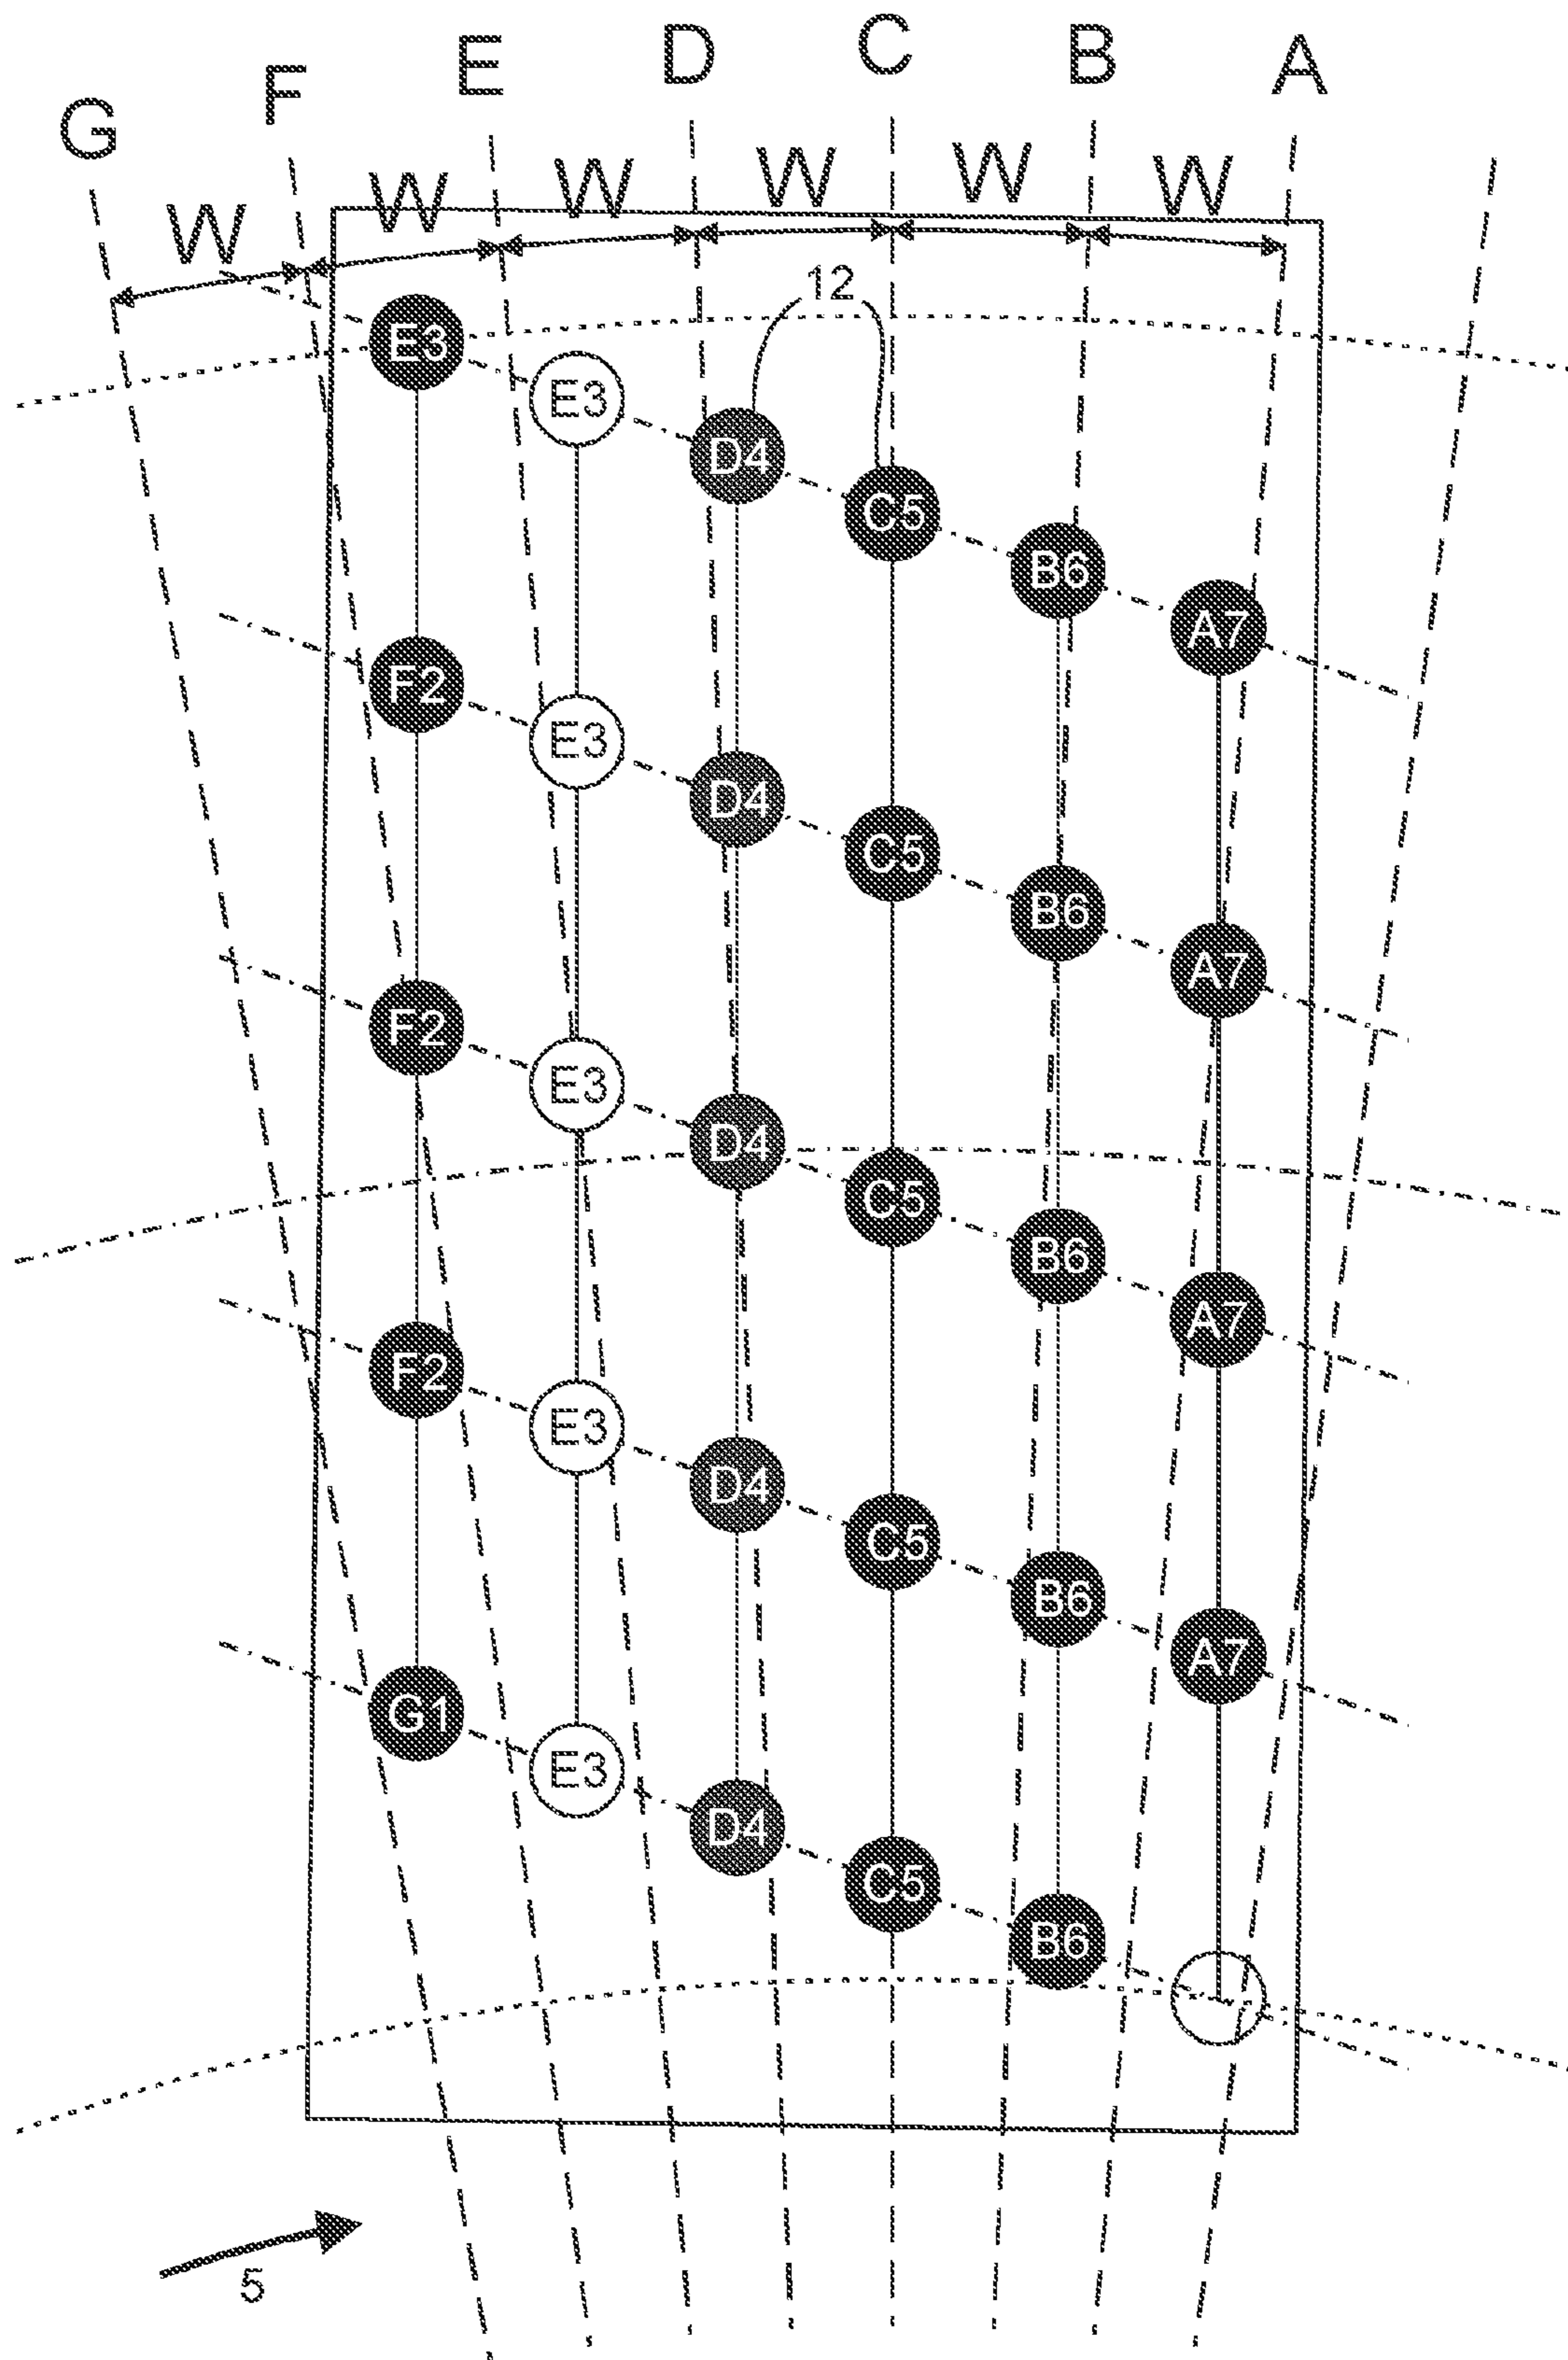 G F E D C B A
W W W W W W
12
E3 E3 D4 C5 B6 A7
F2 E3 D4 C5 B6 A7
F2 E3 D4 C5 B6 A7
F2 E3 D4 C5 B6 A7
G1 E3 D4 C5 B6
5